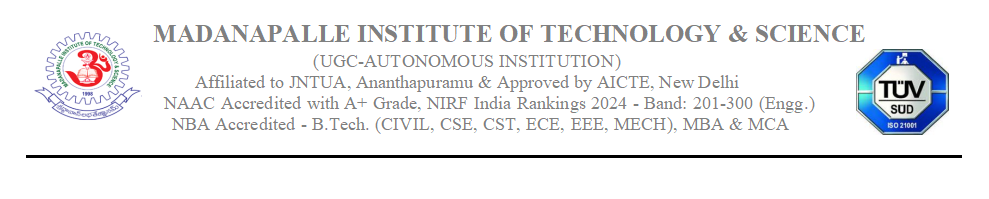 MADANAPALLE INSTITUTE OF TECHNOLOGY & SCIENCE
(UGC-AUTONOMOUS INSTITUTION)
Affiliated to JNTUA, Ananthapuramu & Approved by AICTE, New Delhi
NAAC Accredited with A+ Grade, NIRF India Rankings 2024 - Band: 201-300 (Engg.)
NBA Accredited - B.Tech. (CIVIL, CSE, CST, ECE, EEE, MECH), MBA & MCA
MADANAPALLE INSTITUTE OF TECHNOLOGY & SCIENCE
1998
TÜV
SÜD
ISO 21001